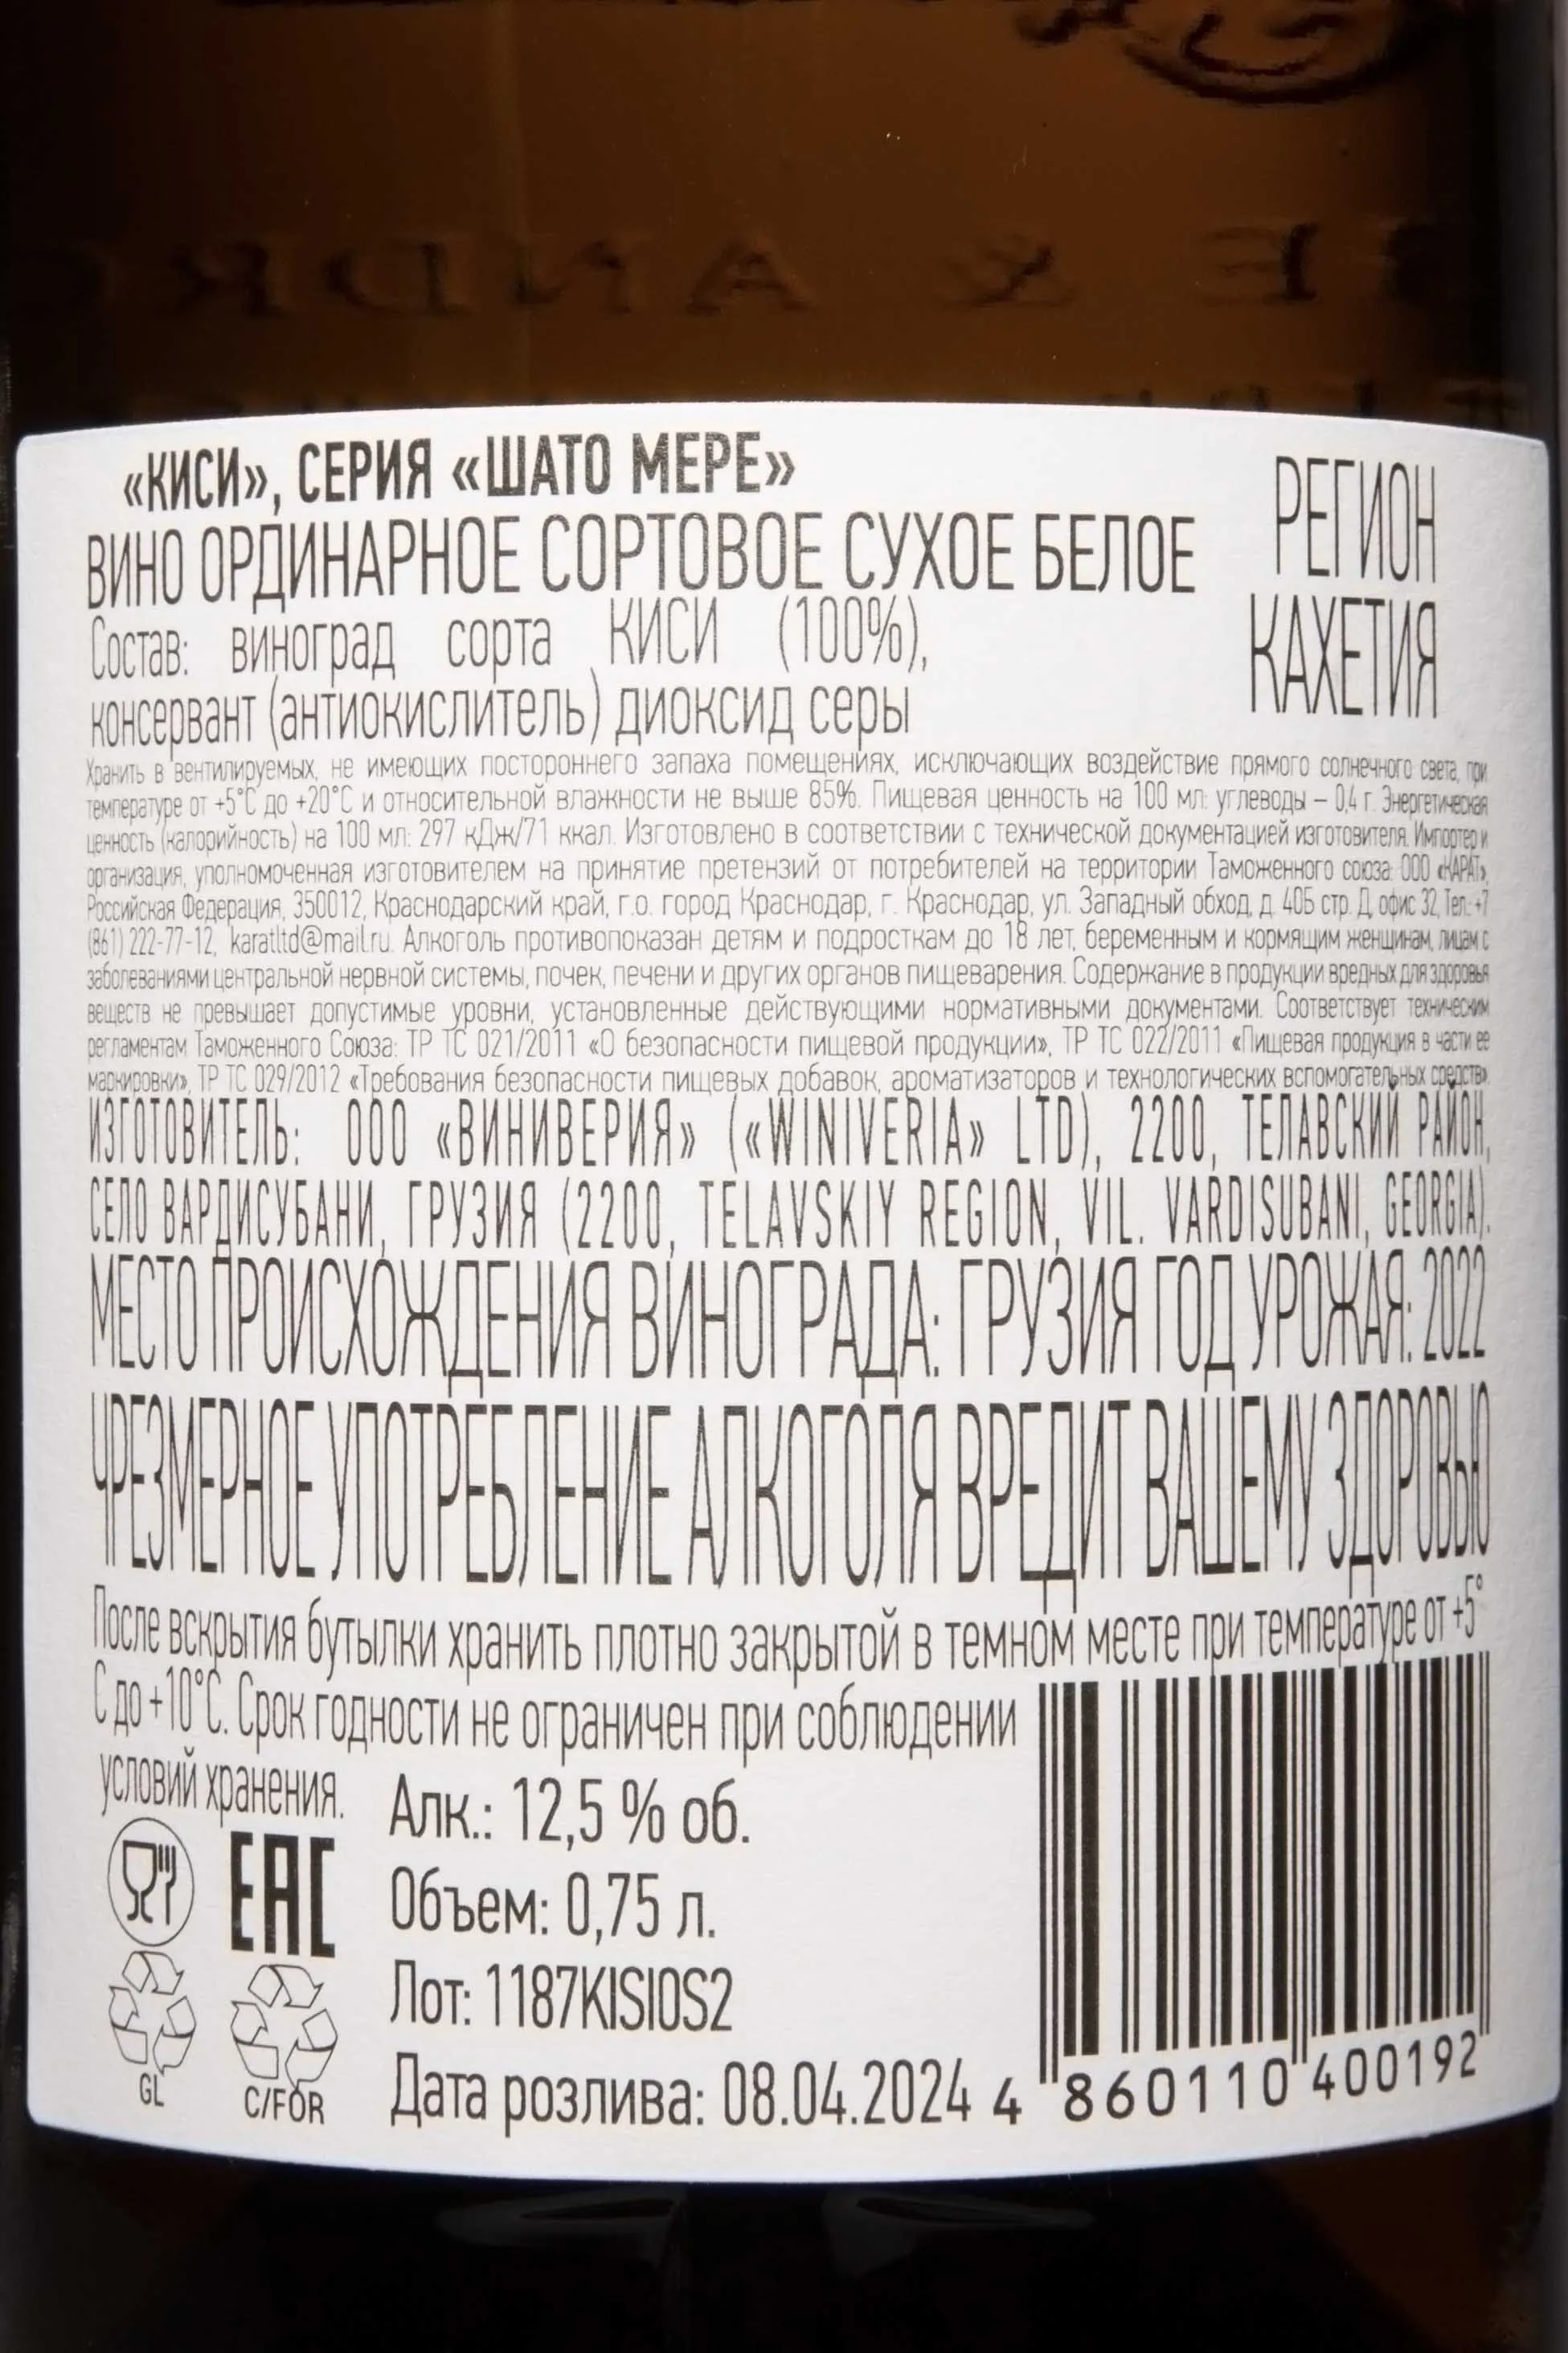 «КИСИ», СЕРИЯ «ШАТО МЕРЕ»
ВИНО ОРДИНАРНОЕ СОРТОВОЕ СУХОЕ БЕЛОЕ
РЕГИОН
КАХЕТИЯ
Состав: виноград сорта КИСИ (100%),
консервант (антиокислитель) диоксид серы
Хранить в вентилируемых, не имеющих постороннего запаха помещениях, исключающих воздействие прямого солнечного света, при
температуре от +5°C до +20°C и относительной влажности не выше 85%. Пищевая ценность на 100 мл: углеводы – 0,4 г. Энергетическая
ценность (калорийность) на 100 мл: 297 кДж/71 ккал. Изготовлено в соответствии с технической документацией изготовителя. Импортер и
организация, уполномоченная изготовителем на принятие претензий от потребителей на территории Таможенного союза: ООО «КАРАТ»,
Российская Федерация, 350012, Краснодарский край, г.о. город Краснодар, г. Краснодар, ул. Западный обход, д. 40Б стр. Д, офис 32, Тел.: +7
(861) 222-77-12, karatltd@mail.ru. Алкоголь противопоказан детям и подросткам до 18 лет, беременным и кормящим женщинам, лицам с
заболеваниями центральной нервной системы, почек, печени и других органов пищеварения. Содержание в продукции вредных для здоровья
веществ не превышает допустимые уровни, установленные действующими нормативными документами. Соответствует техническим
регламентам Таможенного Союза: ТР ТС 021/2011 «О безопасности пищевой продукции», ТР ТС 022/2011 «Пищевая продукция в части ее
маркировки», ТР ТС 029/2012 «Требования безопасности пищевых добавок, ароматизаторов и технологических вспомогательных средств».
ИЗГОТОВИТЕЛЬ: ООО «ВИНИВЕРИЯ» («WINIVERIA» LTD), 2200, ТЕЛАВСКИЙ РАЙОН,
СЕЛО ВАРДИСУБАНИ, ГРУЗИЯ (2200, TELAVSKIY REGION, VIL. VARDISUBANI, GEORGIA).
МЕСТО ПРОИСХОЖДЕНИЯ ВИНОГРАДА: ГРУЗИЯ ГОД УРОЖАЯ: 2022
ЧРЕЗМЕРНОЕ УПОТРЕБЛЕНИЕ АЛКОГОЛЯ ВРЕДИТ ВАШЕМУ ЗДОРОВЬЮ
После вскрытия бутылки хранить плотно закрытой в темном месте при температуре от +5°
C до +10°C. Срок годности не ограничен при соблюдении
условий хранения.
Алк.: 12,5 % об.
EAC
Объем: 0,75 л.
Лот: 1187KISI0S2
GL
C/FOR
Дата розлива: 08.04.2024
4 860110 400192